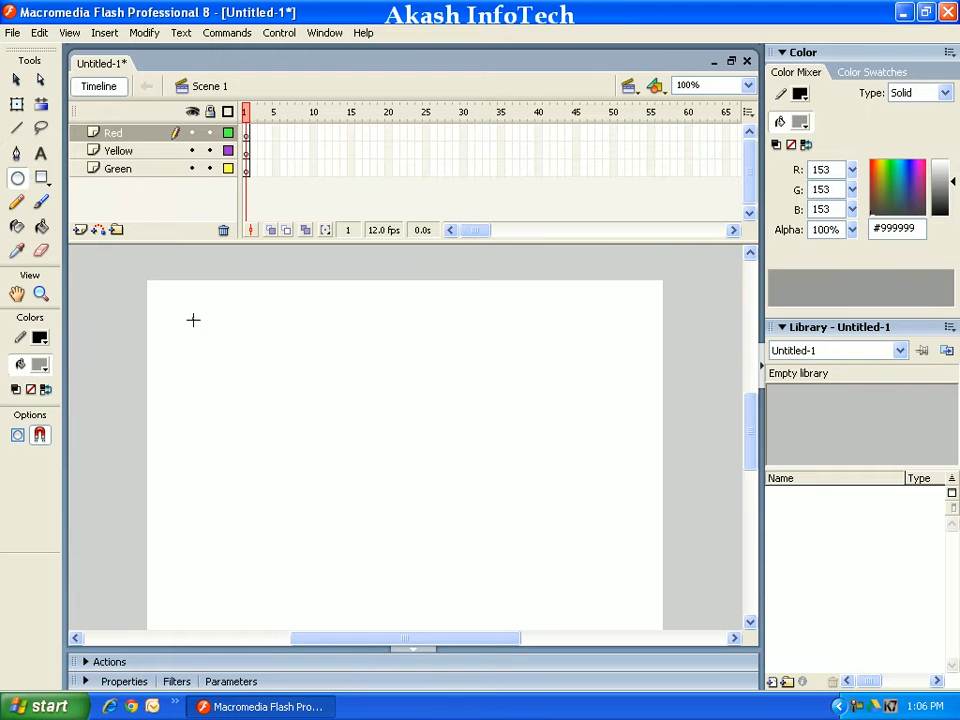 Macromedia Flash Professional 8 - [Untitled-1*]
Akash InfoTech
File Edit View Insert Modify Text Commands Control Window Help
Tools
Untitled-1*
Timeline
Scene 1
100%
1 5 10 15 20 25 30 35 40 45 50 55 60 65
Red
Yellow
Green
1 12.0 fps 0.0s
View
Colors
Options
Color
Color Mixer Color Swatches
Type: Solid
R: 153
G: 153
B: 153
Alpha: 100% #999999
Library - Untitled-1
Untitled-1
Empty library
Name Type
Actions
Properties Filters Parameters
start
Macromedia Flash Pro...
K7
1:06 PM